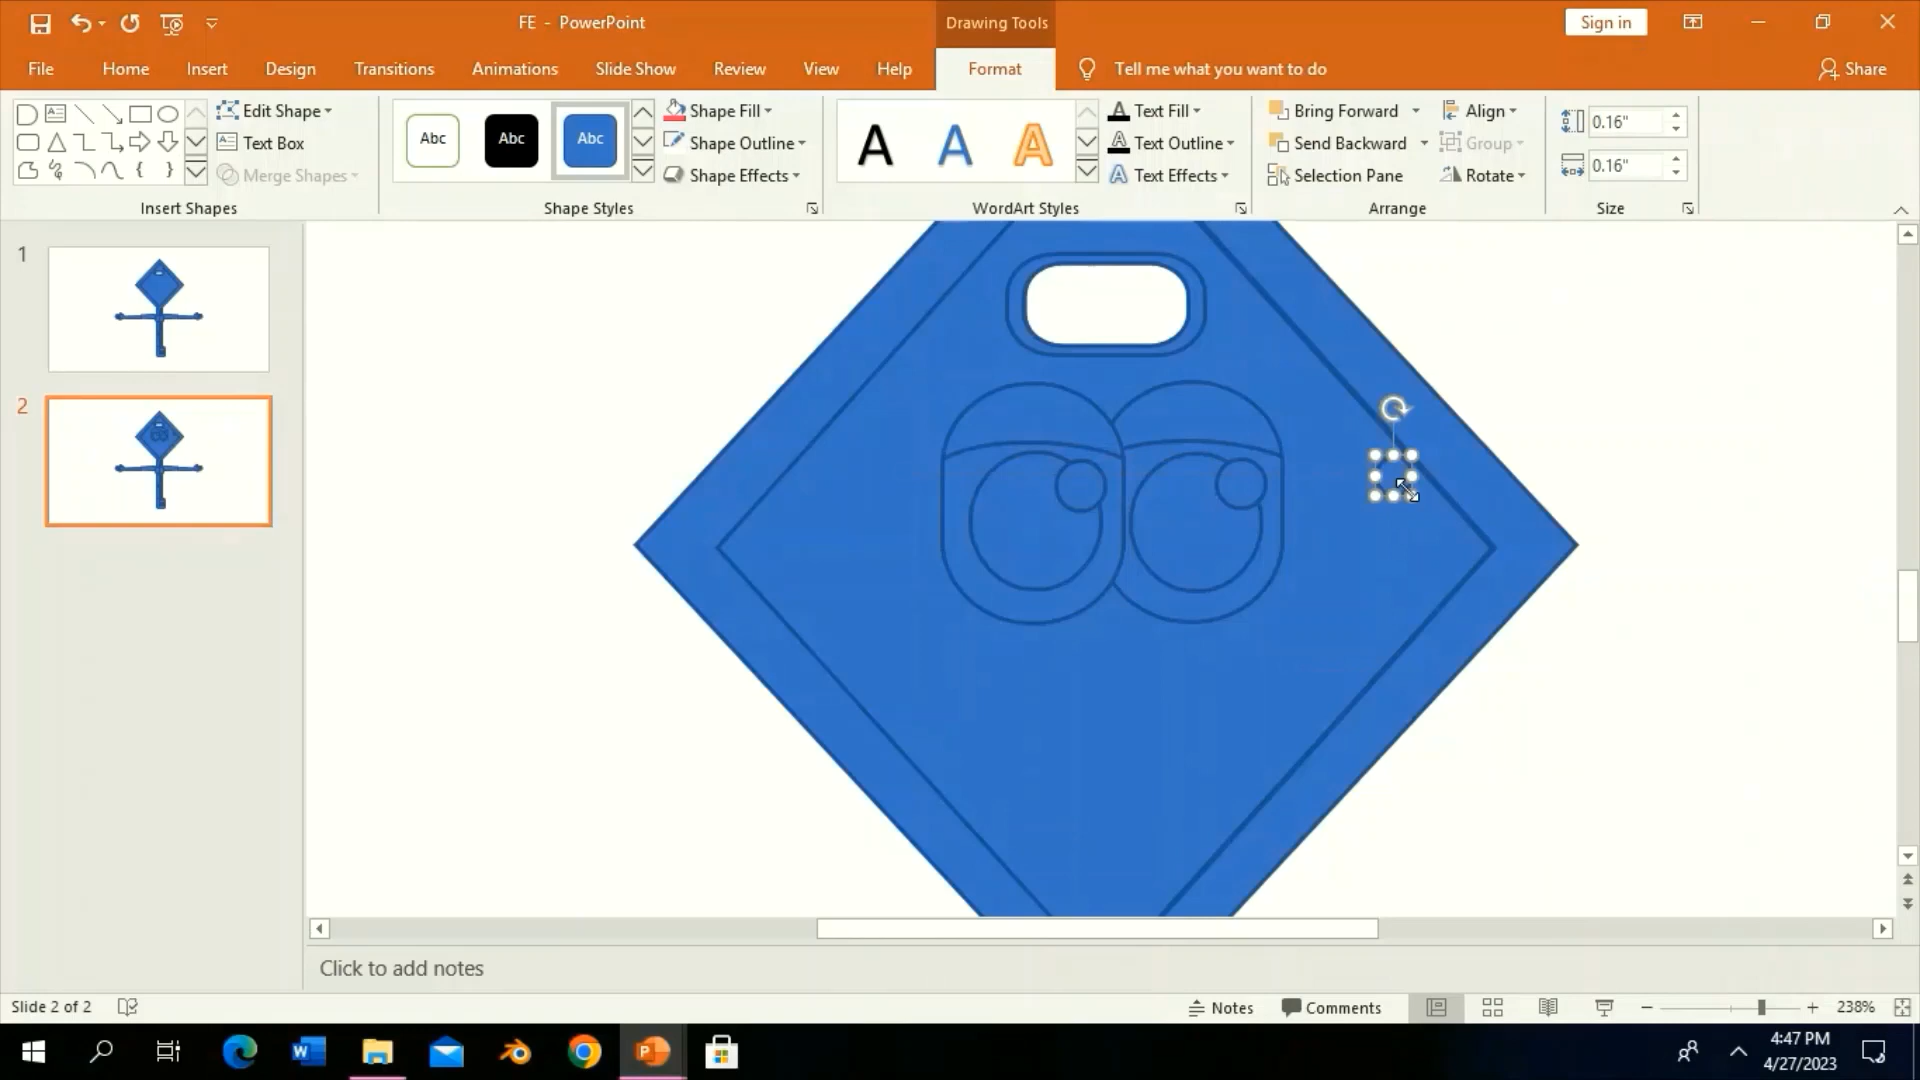 FE - PowerPoint
Drawing Tools
Sign in
File
Home
Insert
Design
Transitions
Animations
Slide Show
Review
View
Help
Format
Tell me what you want to do
Share
Edit Shape
Text Box
Merge Shapes
Insert Shapes
Abc
Abc
Abc
Shape Fill
Shape Outline
Shape Effects
Shape Styles
A
A
A
Text Fill
Text Outline
Text Effects
WordArt Styles
Bring Forward
Send Backward
Selection Pane
Align
Group
Rotate
Arrange
0.16"
0.16"
Size
1
2
Click to add notes
Slide 2 of 2
Notes
Comments
238%
4:47 PM
4/27/2023